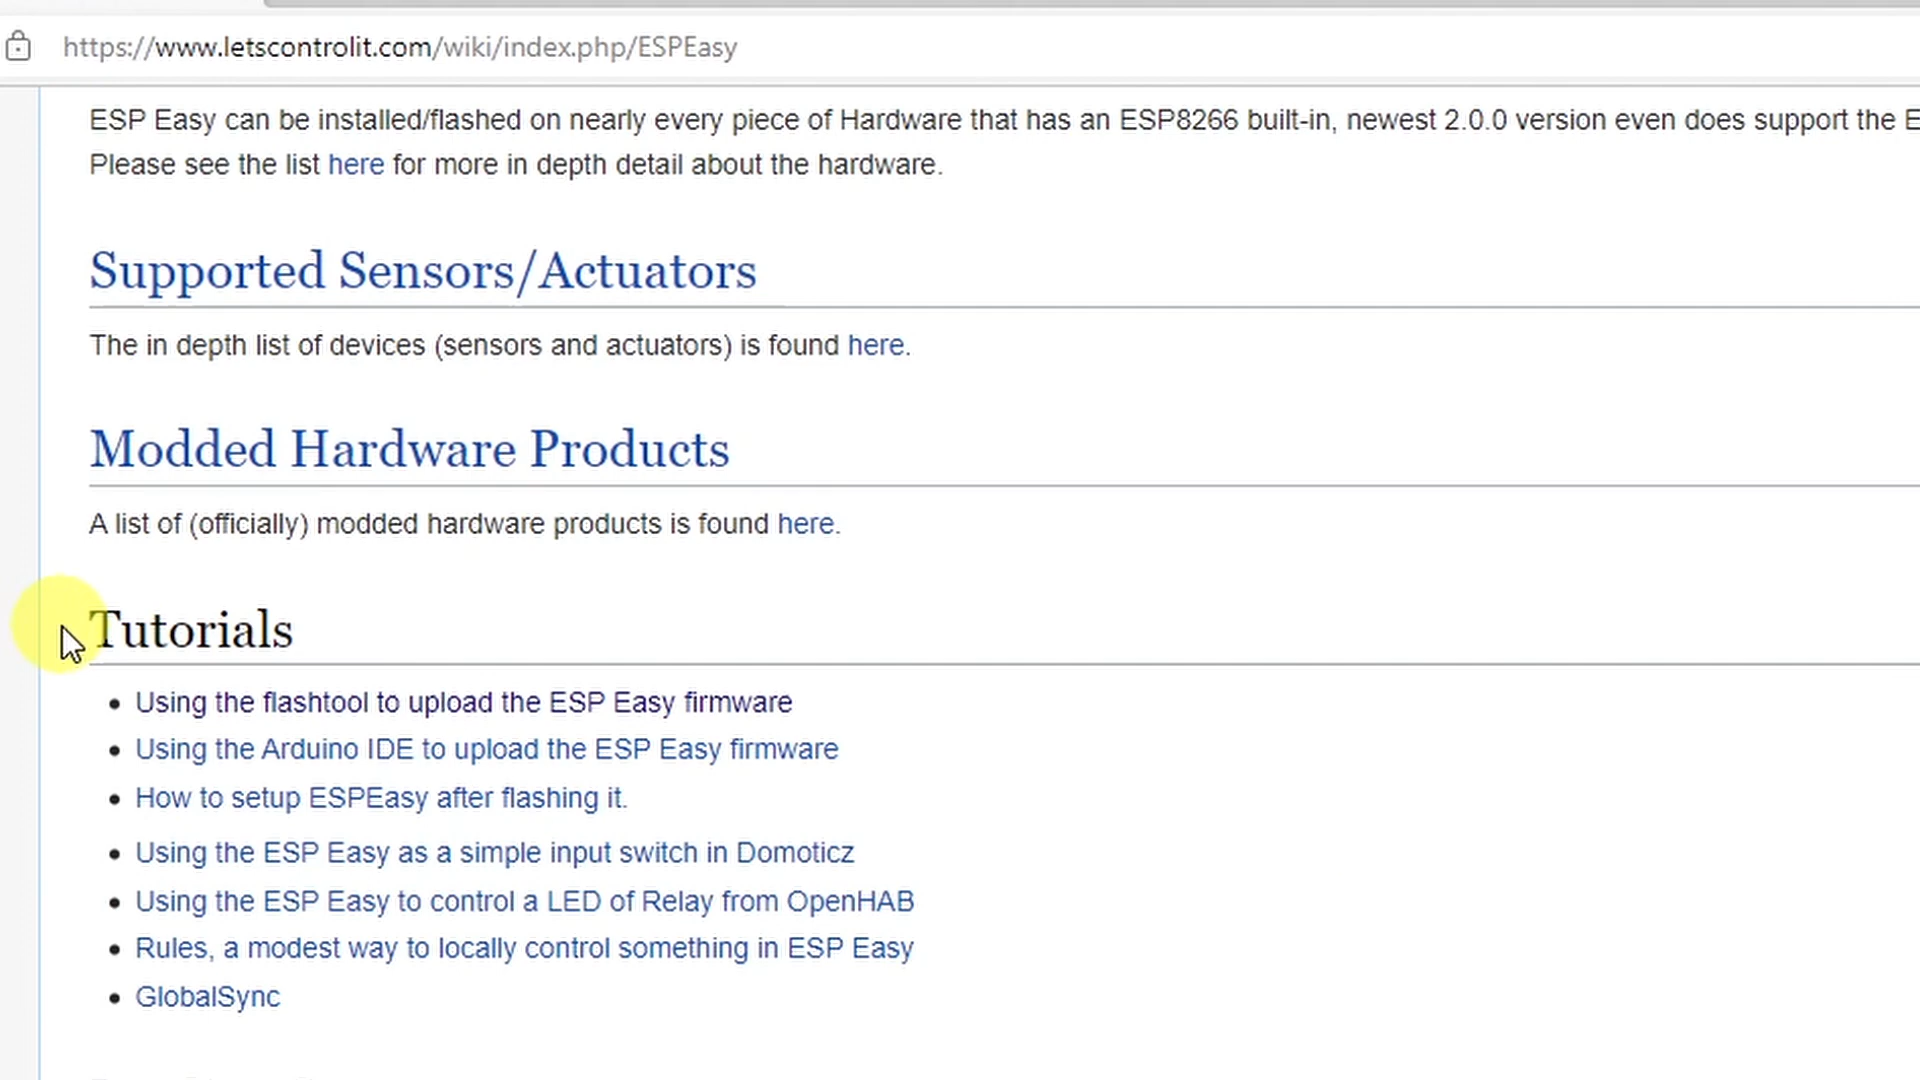 https://www.letscontrolit.com/wiki/index.php/ESPEasy
ESP Easy can be installed/flashed on nearly every piece of Hardware that has an ESP8266 built-in, newest 2.0.0 version even does support the
Please see the list here for more in depth detail about the hardware.
Supported Sensors/Actuators
The in depth list of devices (sensors and actuators) is found here.
Modded Hardware Products
A list of (officially) modded hardware products is found here.
Tutorials
• Using the flashtool to upload the ESP Easy firmware
• Using the Arduino IDE to upload the ESP Easy firmware
• How to setup ESPEasy after flashing it.
• Using the ESP Easy as a simple input switch in Domoticz
• Using the ESP Easy to control a LED of Relay from OpenHAB
• Rules, a modest way to locally control something in ESP Easy
• GlobalSync